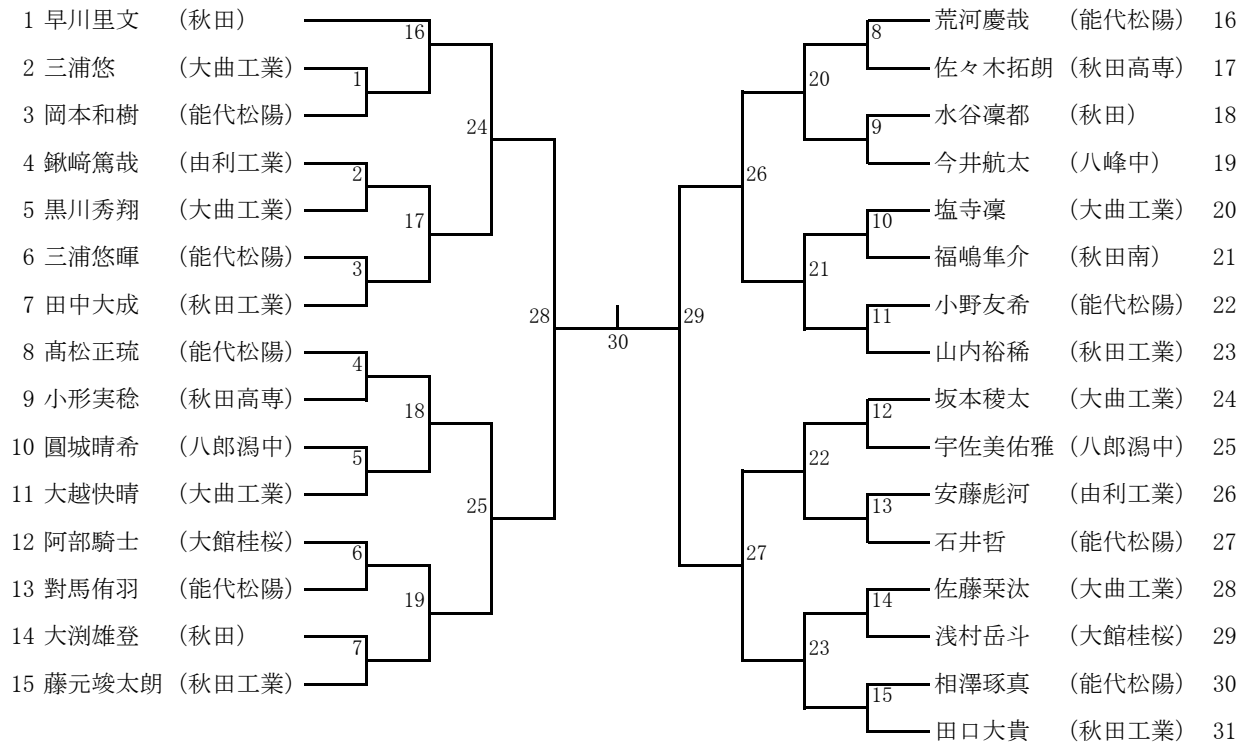 1 早川里文 (秋田)
2 三浦悠 (大曲工業)
3 岡本和樹 (能代松陽)
4 鍬﨑篤哉 (由利工業)
5 黒川秀翔 (大曲工業)
6 三浦悠暉 (能代松陽)
7 田中大成 (秋田工業)
8 髙松正琉 (能代松陽)
9 小形実稔 (秋田高専)
10 圓城晴希 (八郎潟中)
11 大越快晴 (大曲工業)
12 阿部騎士 (大館桂桜)
13 對馬侑羽 (能代松陽)
14 大渕雄登 (秋田)
15 藤元竣太朗 (秋田工業)
1
2
3
4
5
6
7
16
17
18
19
24
25
28
30
29
26
27
20
21
22
23
8
9
10
11
12
13
14
15
荒河慶哉 (能代松陽) 16
佐々木拓朗 (秋田高専) 17
水谷凜都 (秋田) 18
今井航太 (八峰中) 19
塩寺凜 (大曲工業) 20
福嶋隼介 (秋田南) 21
小野友希 (能代松陽) 22
山内裕稀 (秋田工業) 23
坂本稜太 (大曲工業) 24
宇佐美佑雅 (八郎潟中) 25
安藤彪河 (由利工業) 26
石井哲 (能代松陽) 27
佐藤栞汰 (大曲工業) 28
浅村岳斗 (大館桂桜) 29
相澤琢真 (能代松陽) 30
田口大貴 (秋田工業) 31